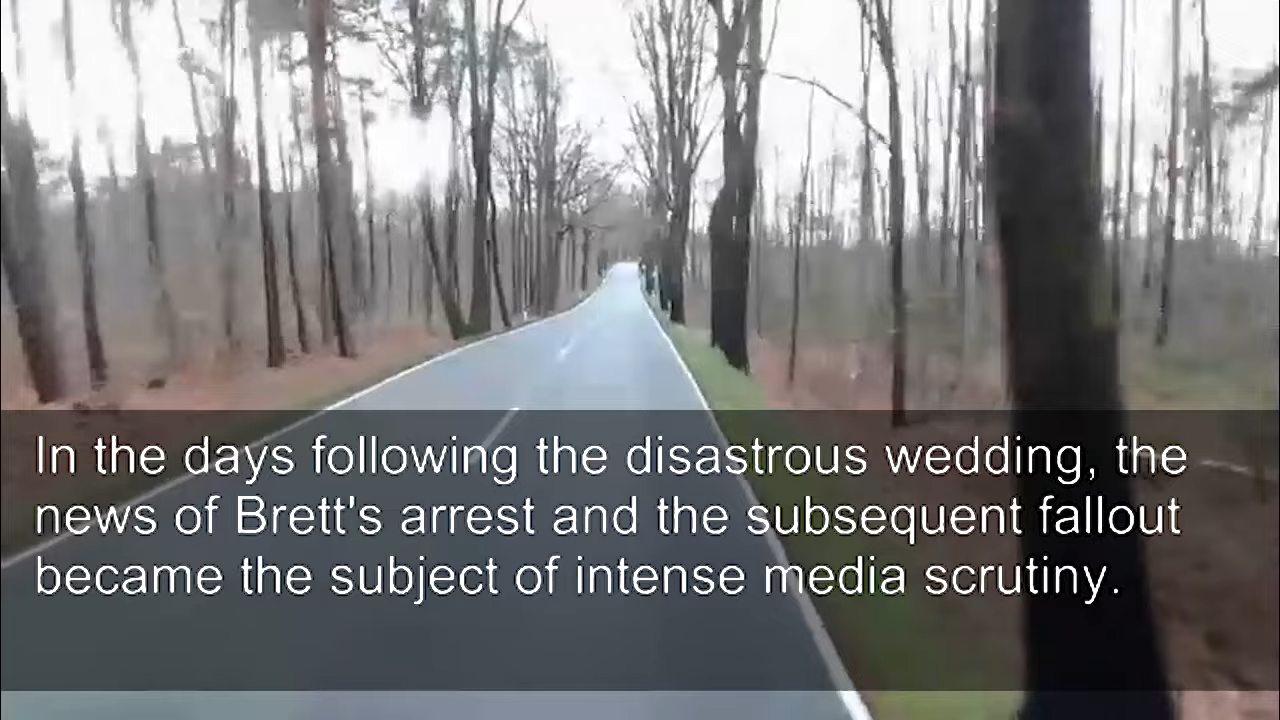 In the days following the disastrous wedding, the
news of Brett's arrest and the subsequent fallout
became the subject of intense media scrutiny.